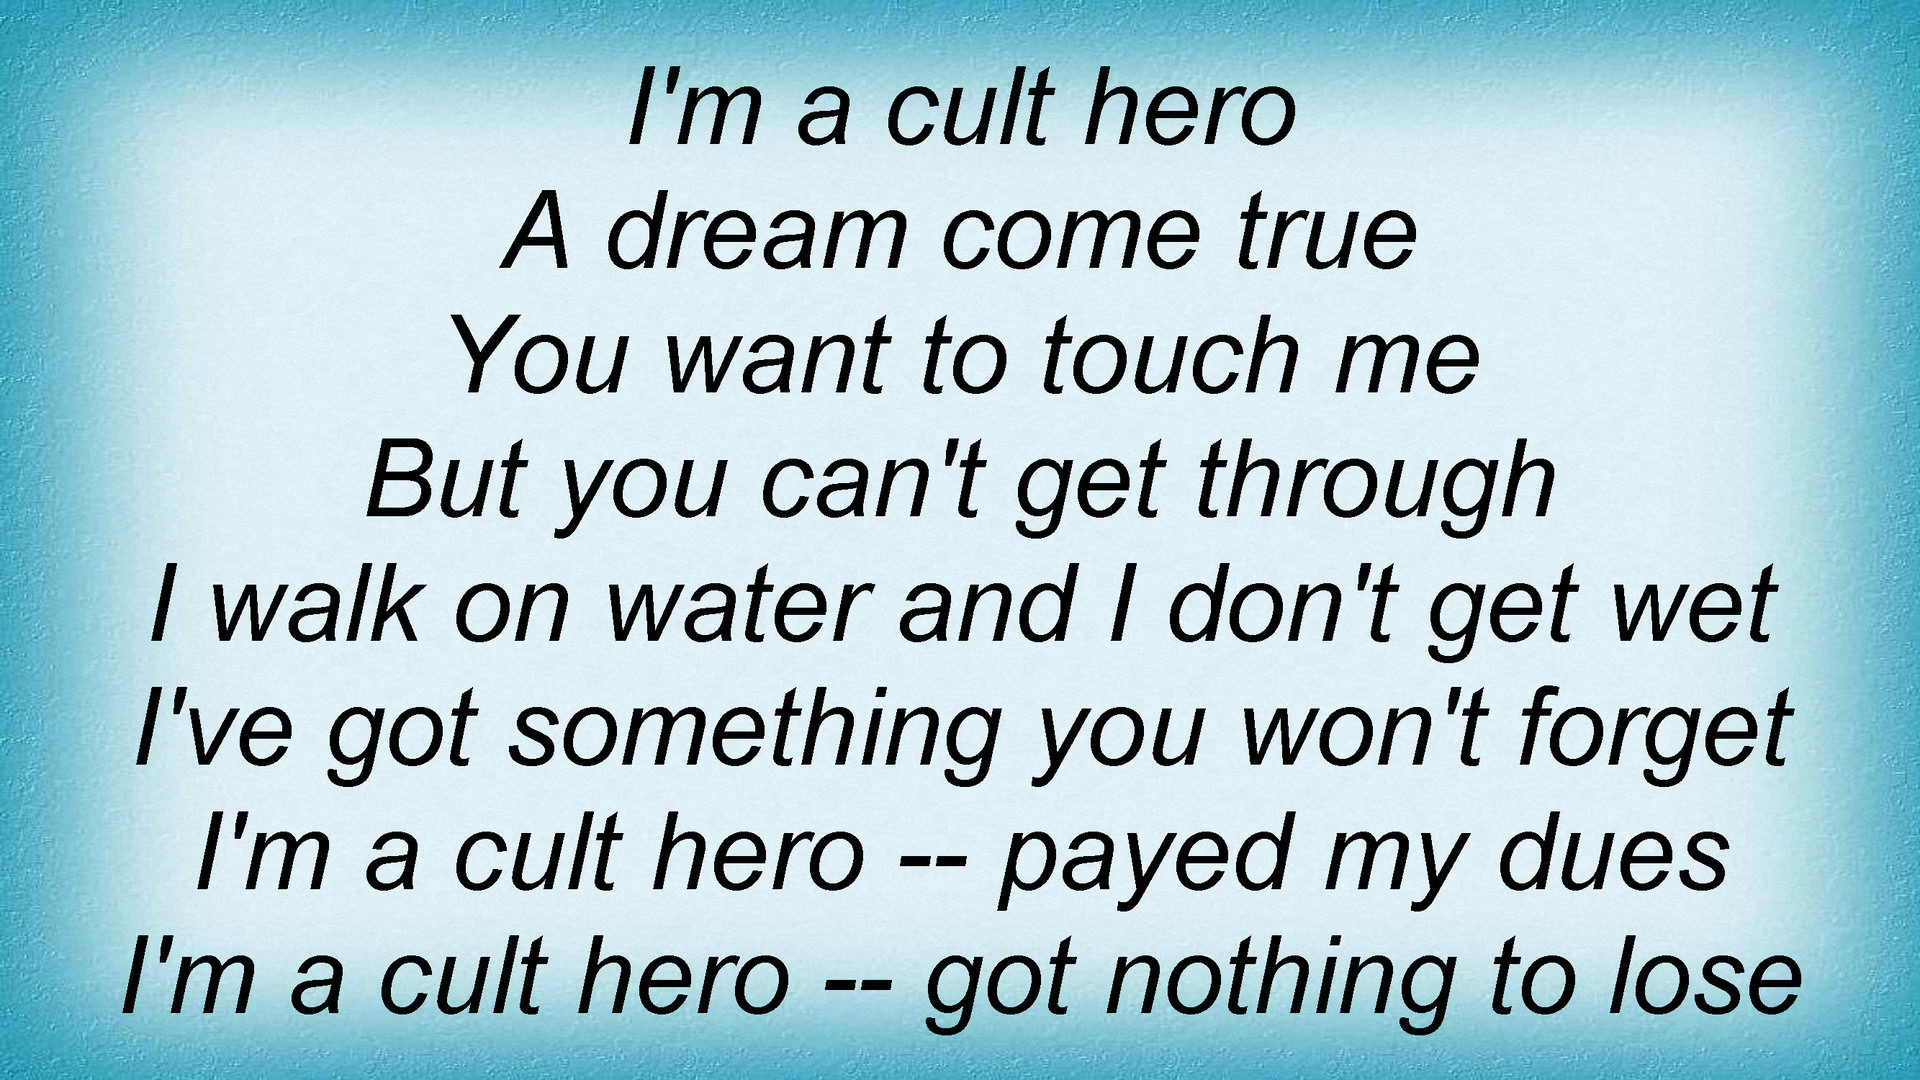 I'm a cult hero
A dream come true
You want to touch me
But you can't get through
I walk on water and I don't get wet
I've got something you won't forget
I'm a cult hero -- payed my dues
I'm a cult hero -- got nothing to lose